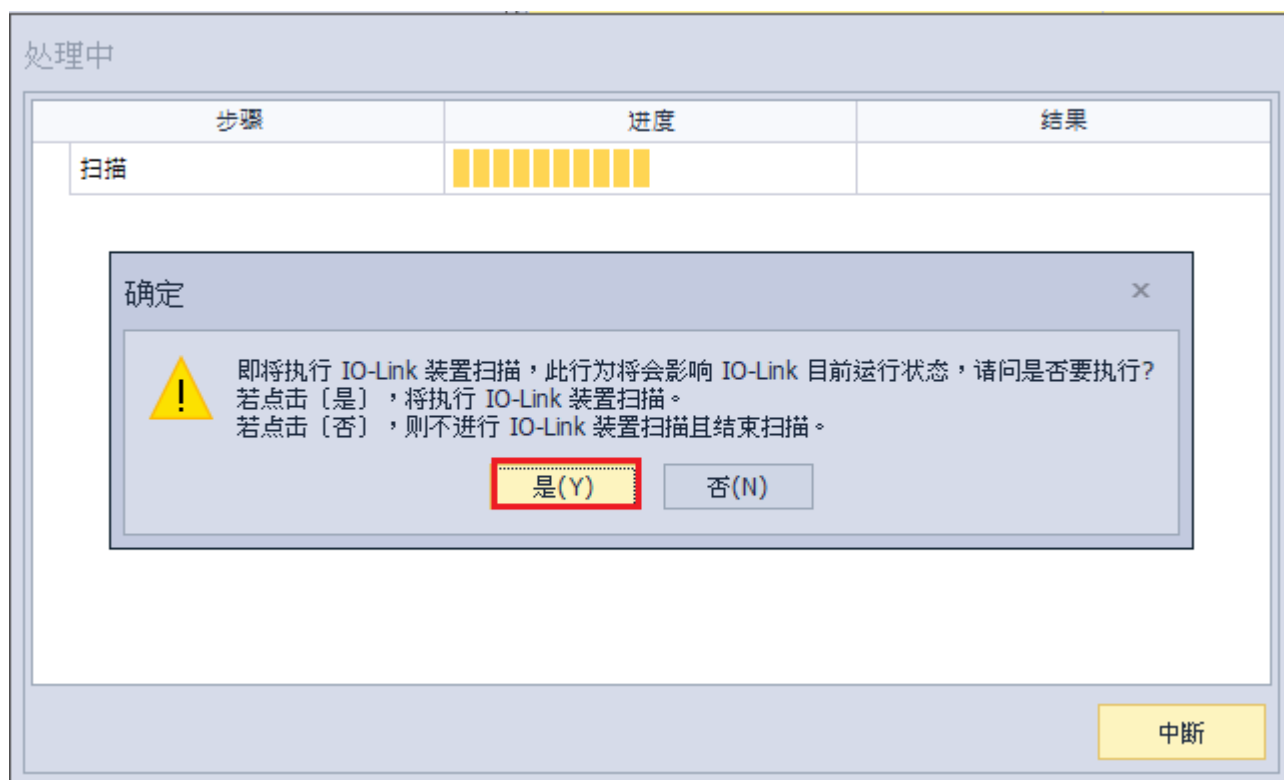 处理中
步骤 进度 结果
扫描
确定
×
即将执行 IO-Link 装置扫描，此行为将会影响 IO-Link 目前运行状态，请问是否要执行?
若点击〔是〕，将执行 IO-Link 装置扫描。
若点击〔否〕，则不进行 IO-Link 装置扫描且结束扫描。
是(Y) 否(N)
中断